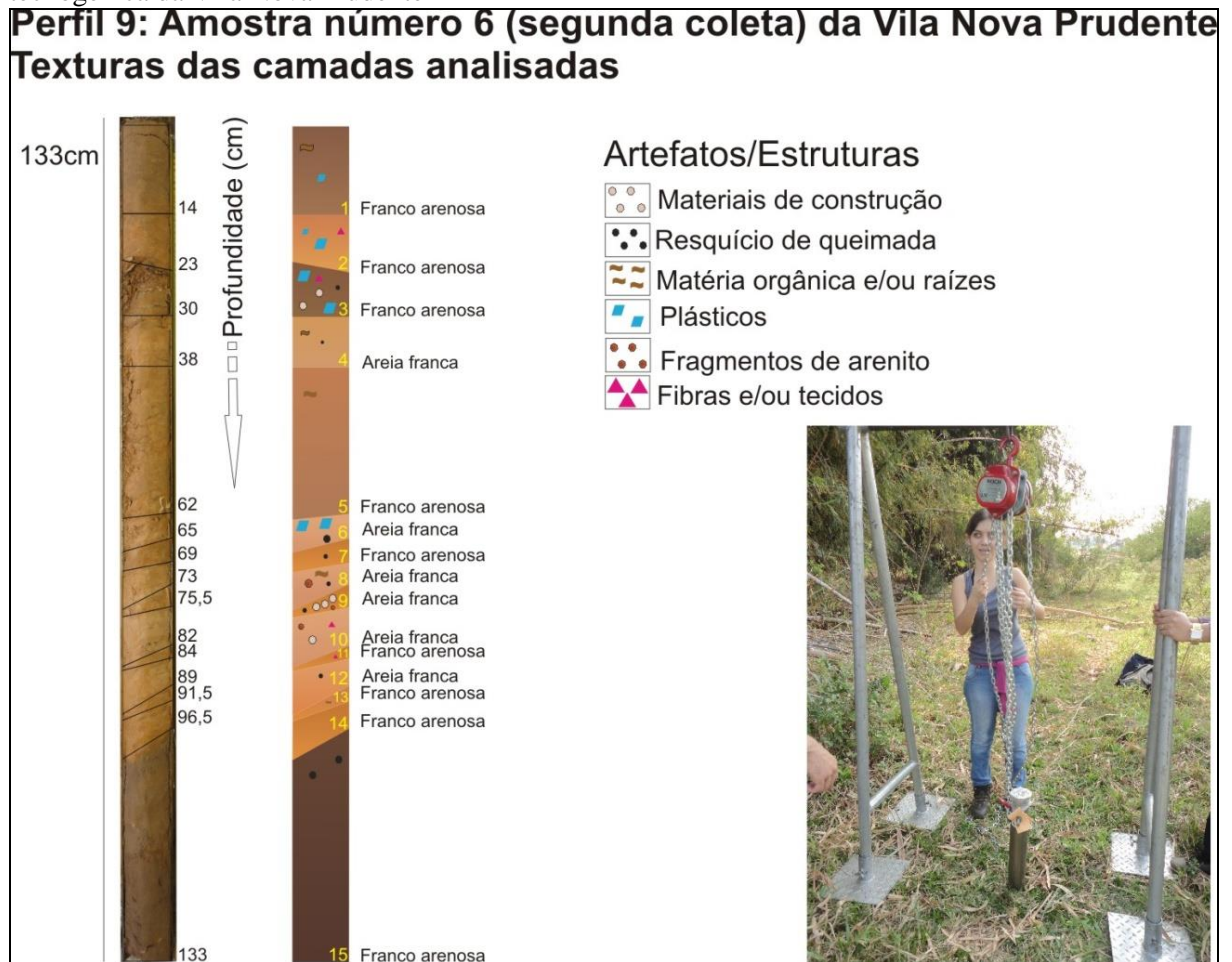 Perfil 9: Amostra número 6 (segunda coleta) da Vila Nova Prudente
Texturas das camadas analisadas
133cm
Profundidade (cm)
14
23
30
38
62
65
69
73
75,5
82
84
89
91,5
96,5
133
1 Franco arenosa
2 Franco arenosa
3 Franco arenosa
4 Areia franca
5 Franco arenosa
6 Areia franca
7 Franco arenosa
8 Areia franca
9 Areia franca
10 Areia franca
11 Franco arenosa
12 Areia franca
13 Franco arenosa
14 Franco arenosa
15 Franco arenosa
Artefatos/Estruturas
Materiais de construção
Resquício de queimada
Matéria orgânica e/ou raízes
Plásticos
Fragmentos de arenito
Fibras e/ou tecidos